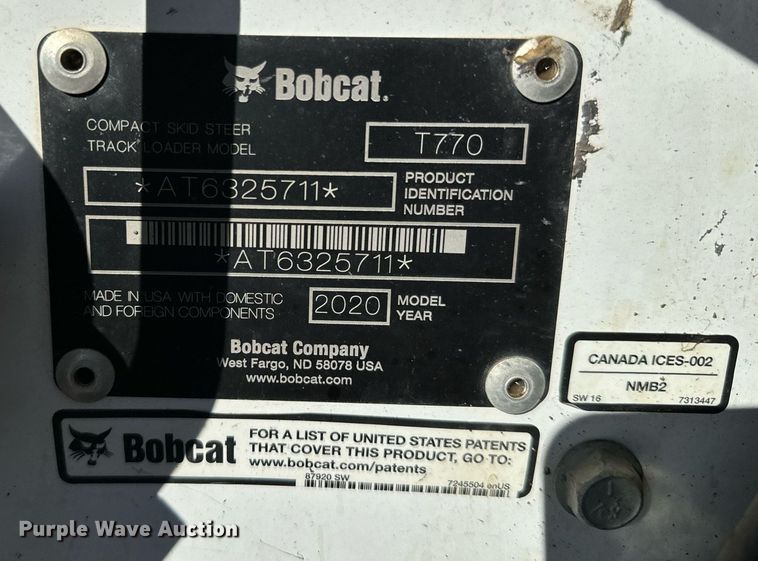 Bobcat.
COMPACT SKID STEER
TRACK LOADER MODEL
T770
*AT6325711*
PRODUCT
IDENTIFICATION
NUMBER
*AT6325711*
MADE IN USA WITH DOMESTIC
AND FOREIGN COMPONENTS
2020
MODEL
YEAR
Bobcat Company
West Fargo, ND 58078 USA
www.bobcat.com
CANADA ICES-002
NMB2
SW 16 7313447
Bobcat
FOR A LIST OF UNITED STATES PATENTS
THAT COVER THIS PRODUCT, GO TO:
www.bobcat.com/patents
87920 SW 7245504 enUS
Purple Wave Auction